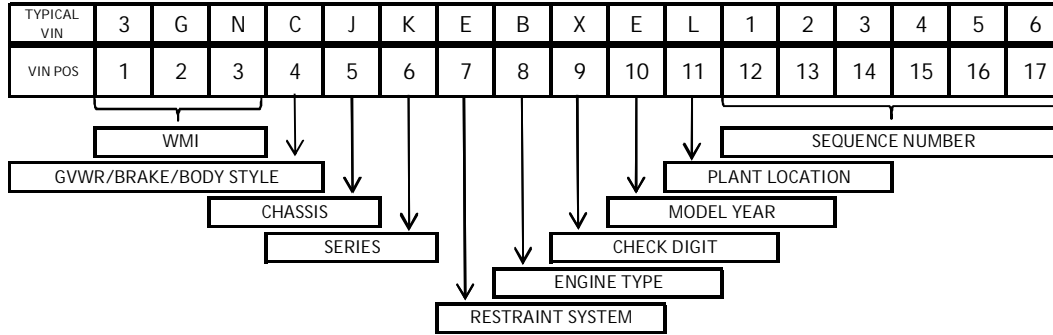 TYPICAL VIN 3 G N C J K E B X E L 1 2 3 4 5 6
VIN POS 1 2 3 4 5 6 7 8 9 10 11 12 13 14 15 16 17
WMI SEQUENCE NUMBER
GVWR/BRAKE/BODY STYLE PLANT LOCATION
CHASSIS MODEL YEAR
SERIES CHECK DIGIT
ENGINE TYPE
RESTRAINT SYSTEM